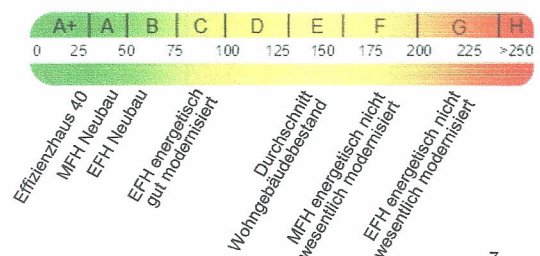 A+ A B C D E F G H
0 25 50 75 100 125 150 175 200 225 >250
Effizienzhaus 40
MFH Neubau
EFH Neubau
EFH energetisch
gut modernisiert
Durchschnitt
Wohngebäudebestand
MFH energetisch nicht
wesentlich modernisiert
EFH energetisch nicht
wesentlich modernisiert